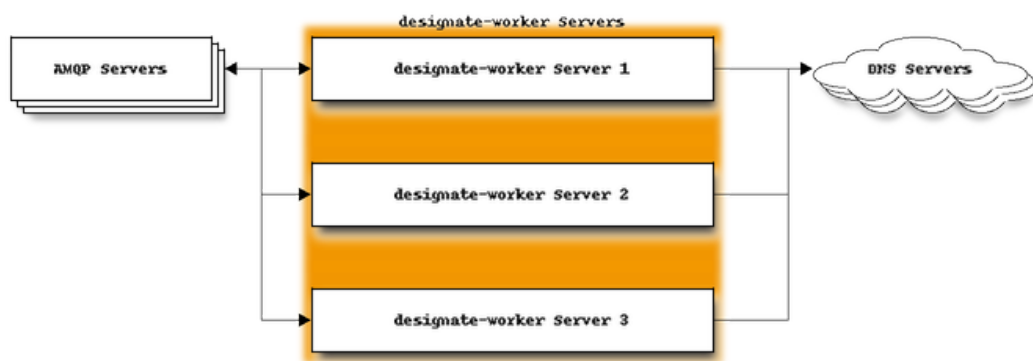 designate-worker Servers
AMQP Servers
designate-worker Server 1
DNS Servers
designate-worker Server 2
designate-worker Server 3